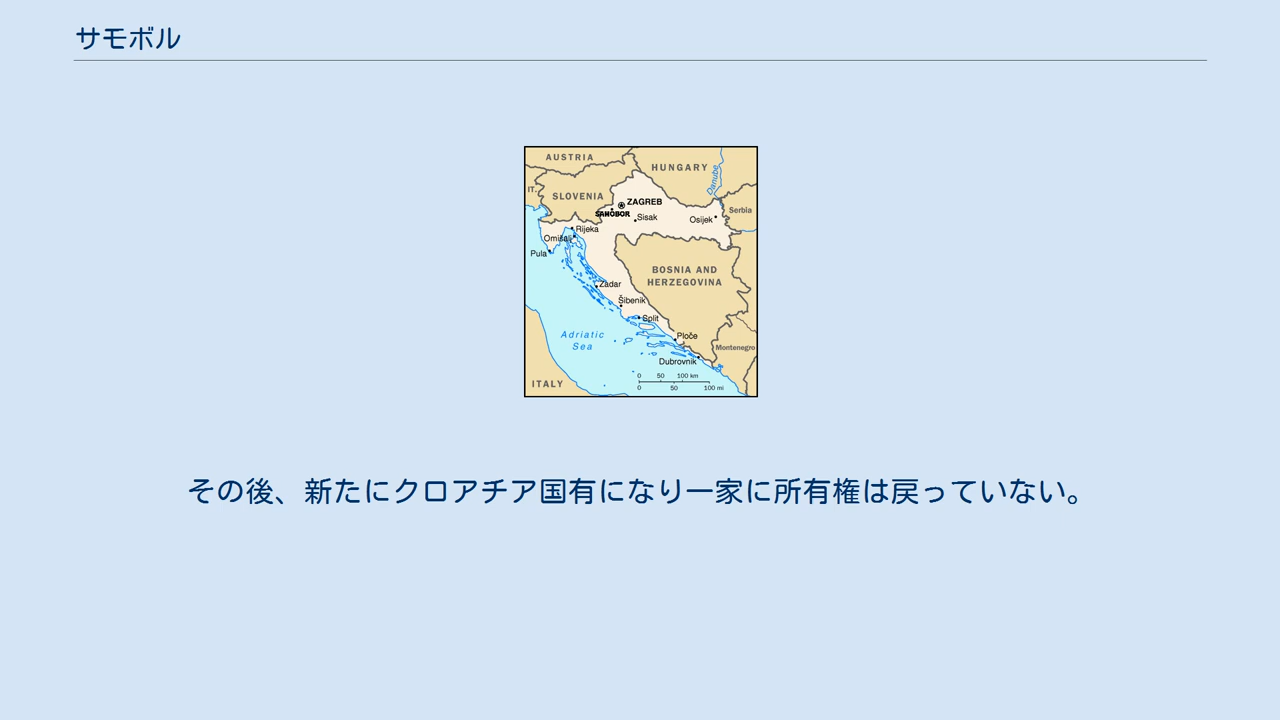 サモボル
AUSTRIA
HUNGARY
Danube
IT.
SLOVENIA
ZAGREB
SAMOBOR
Sisak
Osijek
Serbia
Rijeka
Omišalj
Pula
BOSNIA AND
HERZEGOVINA
Zadar
Šibenik
Split
Adriatic
Sea
Ploče
Montenegro
Dubrovnik
0 50 100 km
0 50 100 mi
ITALY
その後、新たにクロアチア国有になり一家に所有権は戻っていない。